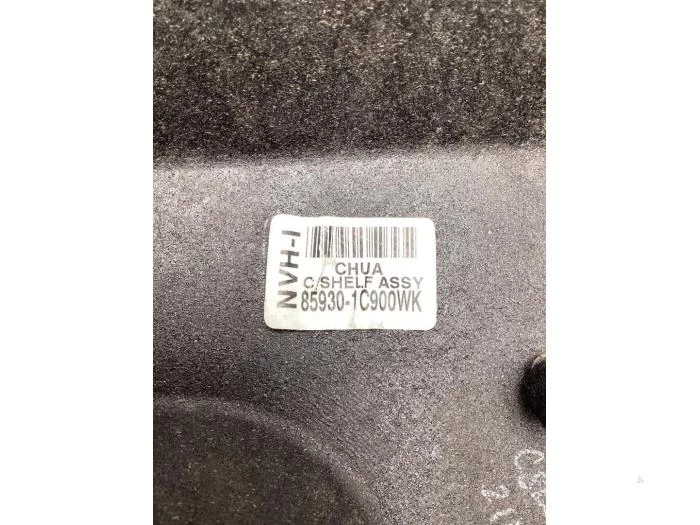 NVH-I
CHUA
C/SHELF ASSY
85930-1C900WK